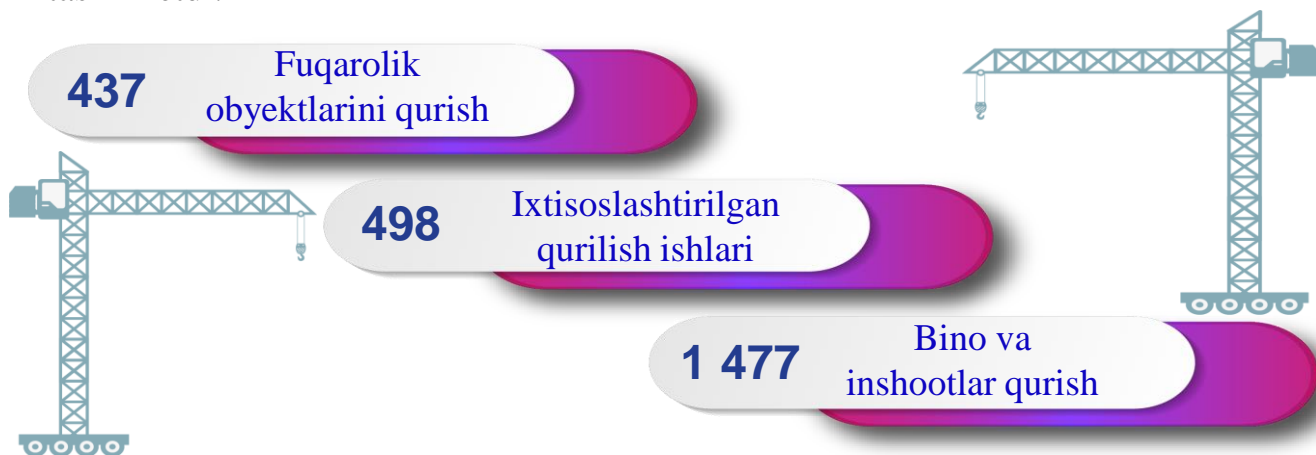 437
Fuqarolik
obyektlarini qurish
498
Ixtisoslashtirilgan
qurilish ishlari
1 477
Bino va
inshootlar qurish